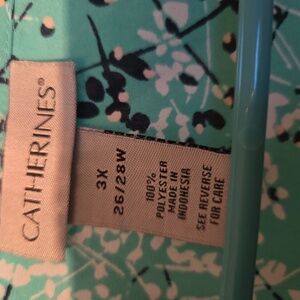 CATHERINES®
3X
26/28W
100%
POLYESTER
MADE IN
INDONESIA
SEE REVERSE
FOR CARE